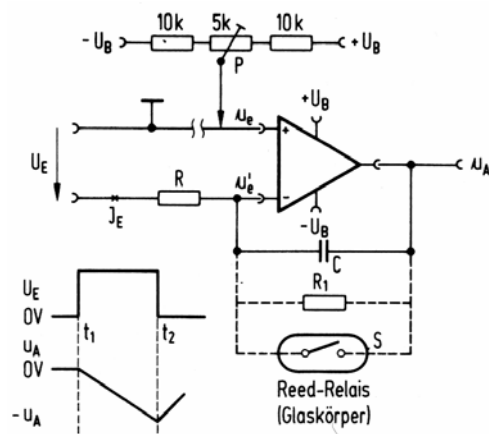 10k 5k 10k
-U_B +U_B
P
u_e
+ +U_B
U_E u_A
R u_e'
-
J_E -U_B
C
U_E R_1
0V
t_1 t_2 S
u_A
0V
Reed-Relais
-u_A (Glaskörper)